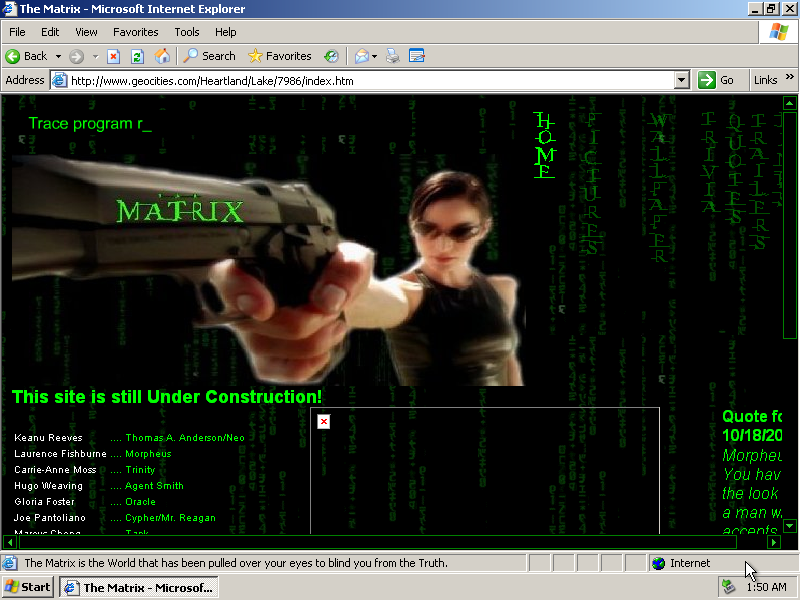 The Matrix - Microsoft Internet Explorer
File Edit View Favorites Tools Help
Back Search Favorites
Address http://www.geocities.com/Heartland/Lake/7986/index.htm Go Links »
Trace program r_
HOME
PICTURES
WALLPAPER
TRIVIA
QUOTES
TRAILERS
MATRIX
This site is still Under Construction!
Keanu Reeves .... Thomas A. Anderson/Neo
Laurence Fishburne .... Morpheus
Carrie-Anne Moss .... Trinity
Hugo Weaving .... Agent Smith
Gloria Foster .... Oracle
Joe Pantoliano .... Cypher/Mr. Reagan
Marcus Chong .... Tank
Quote fo
10/18/20
Morpheu
You hav
the look
a man w
accepts
The Matrix is the World that has been pulled over your eyes to blind you from the Truth.
Internet
Start The Matrix - Microsof... 1:50 AM